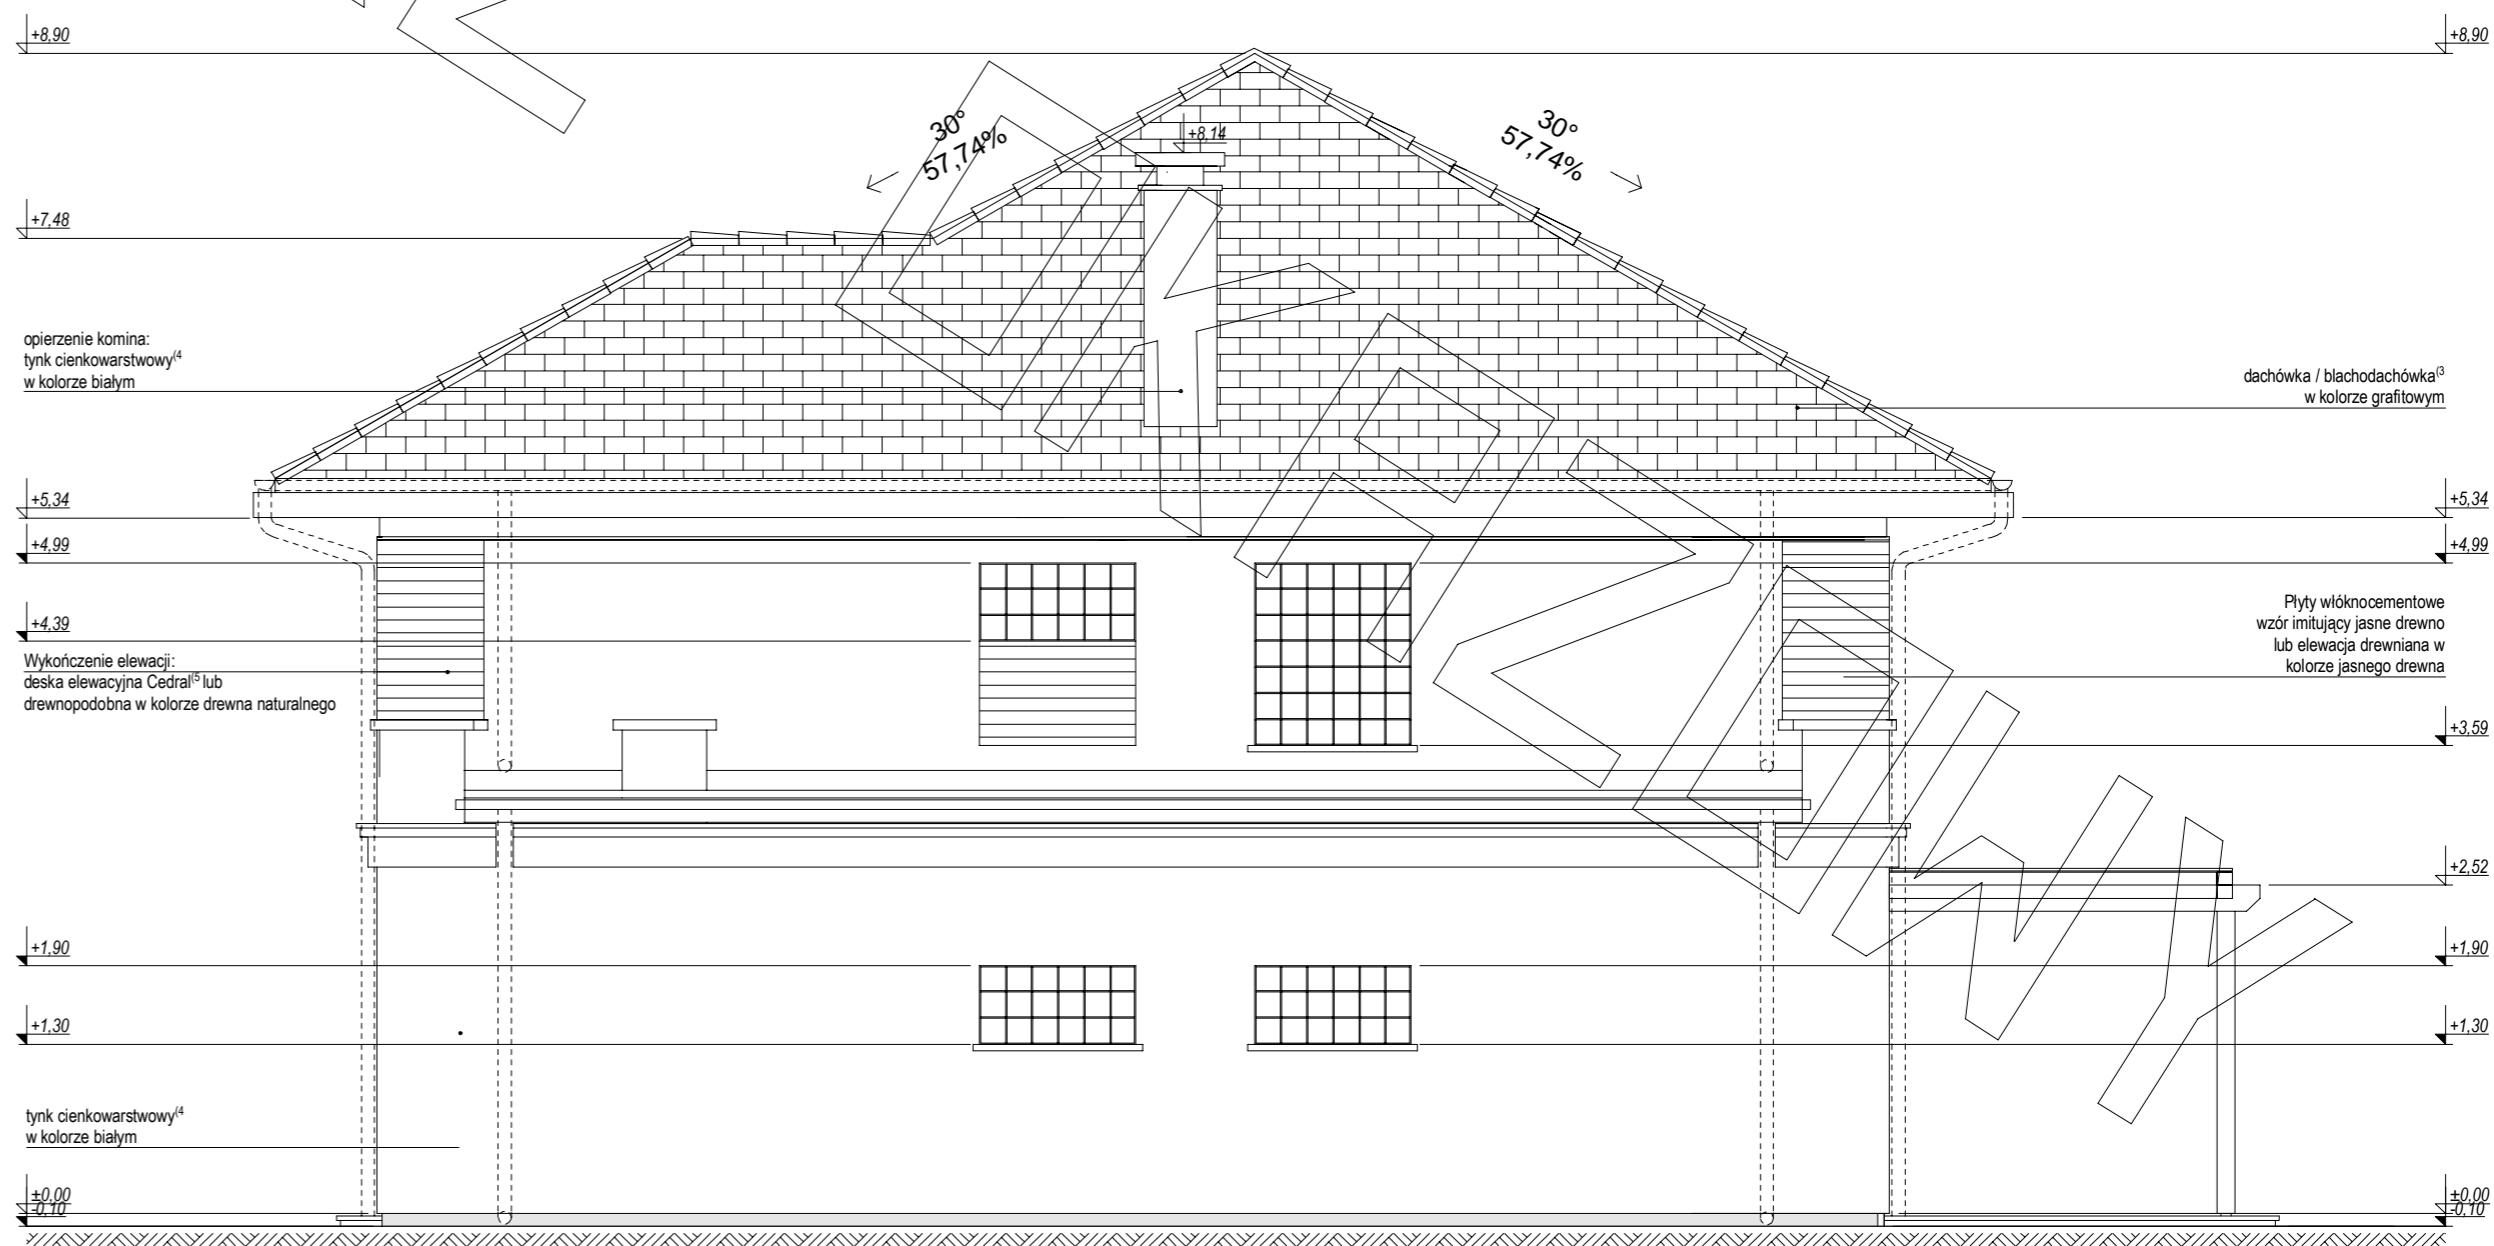 +8,90
+8,90
30°
57,74%
30°
57,74%
+8,14
+7,48
opierzenie komina:
tynk cienkowarstwowy(4
w kolorze białym
dachówka / blachodachówka(3
w kolorze grafitowym
+5,34
+5,34
+4,99
+4,99
Płyty włóknocementowe
wzór imitujący jasne drewno
lub elewacja drewniana w
kolorze jasnego drewna
+4,39
Wykończenie elewacji:
deska elewacyjna Cedral(5 lub
drewnopodobna w kolorze drewna naturalnego
+3,59
+2,52
+1,90
+1,90
+1,30
+1,30
tynk cienkowarstwowy(4
w kolorze białym
±0,00
-0,10
±0,00
-0,10